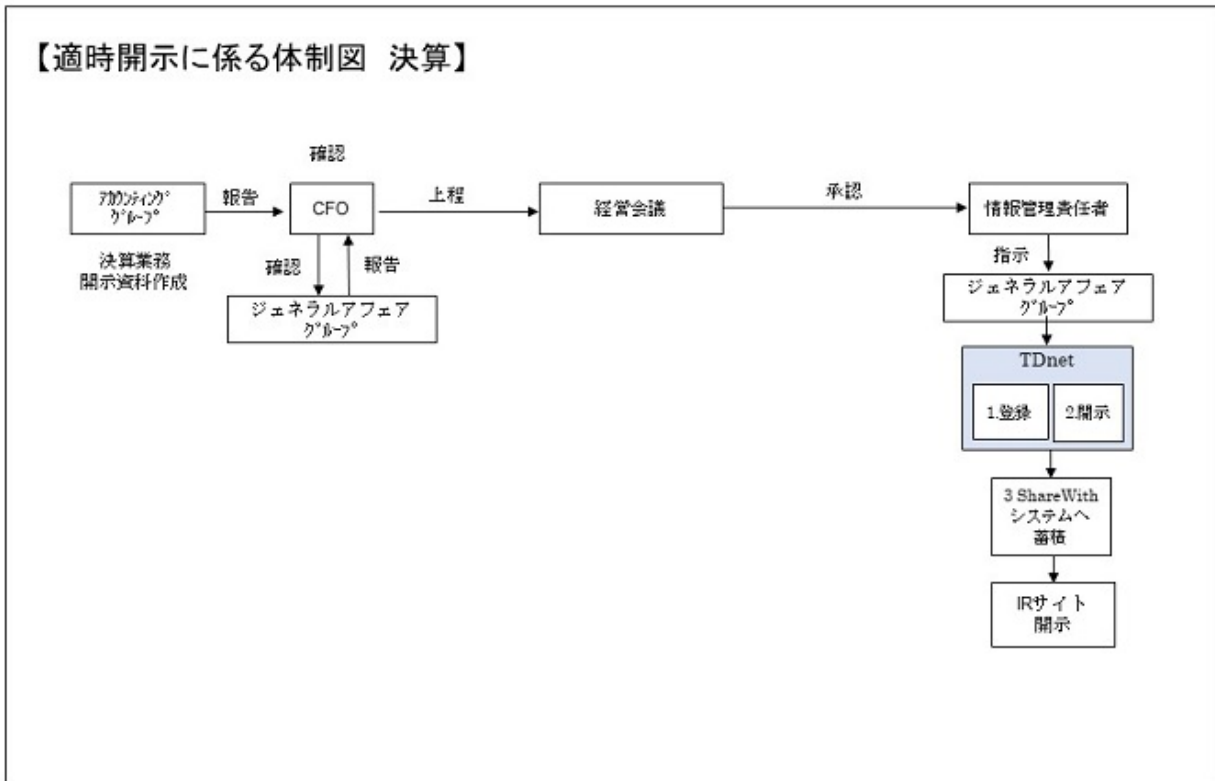 【適時開示に係る体制図 決算】
確認
ｱｶｳﾝﾃｨﾝｸﾞ
ｸﾞﾙｰﾌﾟ
報告
CFO
上程
経営会議
承認
情報管理責任者
決算業務
開示資料作成
確認
報告
ジェネラルアフェア
ｸﾞﾙｰﾌﾟ
指示
ジェネラルアフェア
ｸﾞﾙｰﾌﾟ
TDnet
1.登録
2.開示
3 ShareWith
システムへ
蓄積
IRサイト
開示